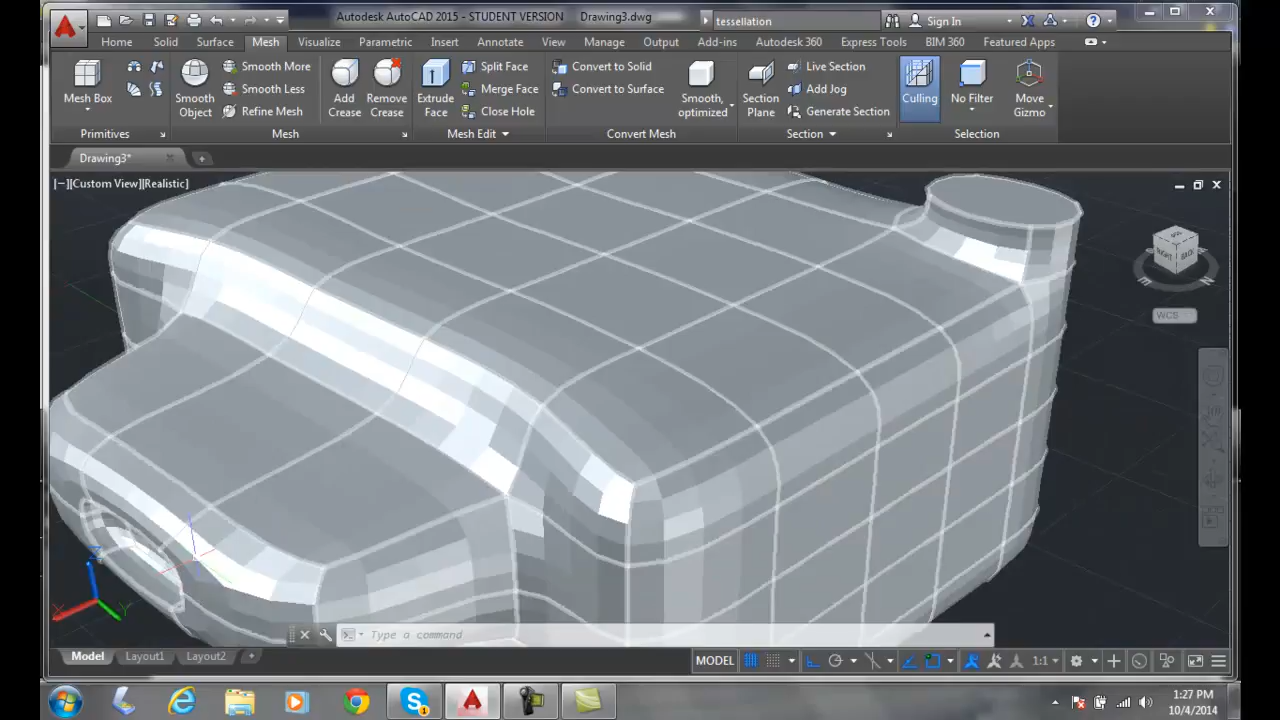 Autodesk AutoCAD 2015 - STUDENT VERSION Drawing3.dwg tessellation Sign In
Home Solid Surface Mesh Visualize Parametric Insert Annotate View Manage Output Add-ins Autodesk 360 Express Tools BIM 360 Featured Apps
Mesh Box Smooth Object Smooth More Smooth Less Refine Mesh Add Crease Remove Crease Extrude Face Split Face Merge Face Close Hole Convert to Solid Convert to Surface Smooth, optimized Section Plane Live Section Add Jog Generate Section Culling No Filter Move Gizmo
Primitives Mesh Mesh Edit Convert Mesh Section Selection
Drawing3*
[−][Custom View][Realistic]
RIGHT BACK
WCS
Z
X Y
Type a command
Model Layout1 Layout2 MODEL 1:1
1:27 PM
10/4/2014